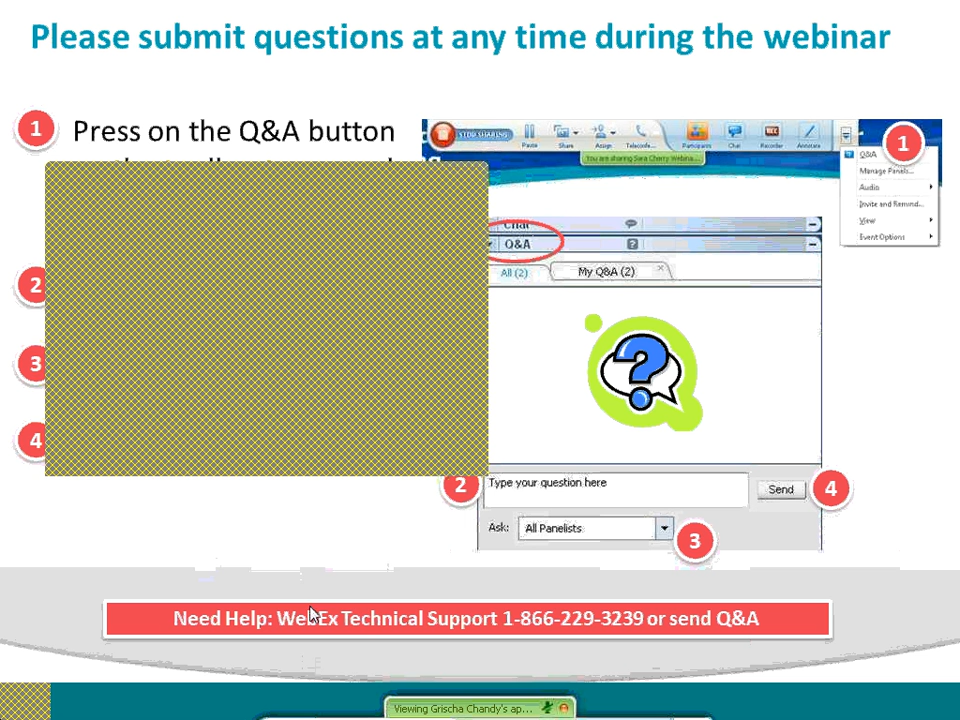 Please submit questions at any time during the webinar
1
Press on the Q&A button
2
3
4
STOP SHARING
Pause
Share
Assign
Teleconfe...
Participants
Chat
Recorder
Annotate
You are sharing Sara Cherry Webina...
1
Q&A
Manage Panels...
Audio
Invite and Remind...
View
Event Options
Chat
Q&A
All (2)
My Q&A (2)
2
Type your question here
Send
4
Ask:
All Panelists
3
Need Help: WebEx Technical Support 1-866-229-3239 or send Q&A
Viewing Grischa Chandy's ap...